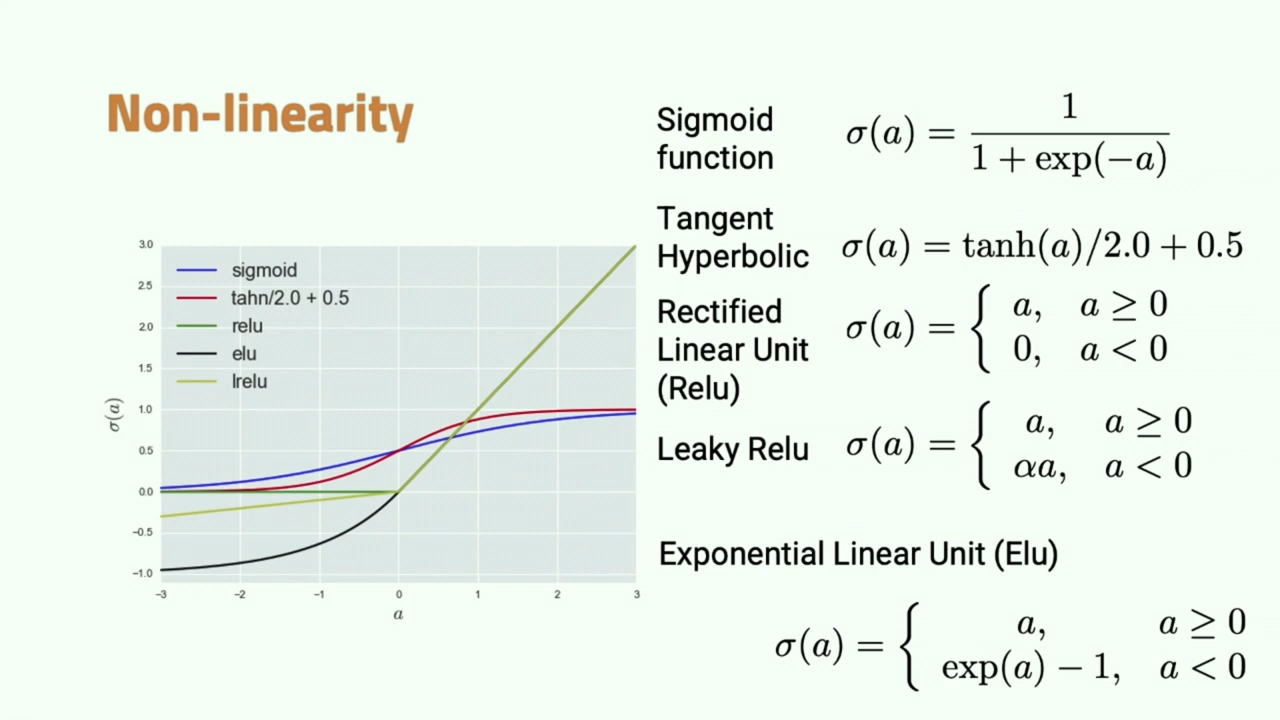 Non-linearity
Sigmoid
function
σ(a) = 1 / (1 + exp(−a))
Tangent
Hyperbolic
σ(a) = tanh(a)/2.0 + 0.5
Rectified
Linear Unit
(Relu)
σ(a) = { a, a ≥ 0
0, a < 0
Leaky Relu
σ(a) = { a, a ≥ 0
αa, a < 0
Exponential Linear Unit (Elu)
σ(a) = { a, a ≥ 0
exp(a) − 1, a < 0
sigmoid
tahn/2.0 + 0.5
relu
elu
lrelu
3.0
2.5
2.0
1.5
1.0
0.5
0.0
−0.5
−1.0
σ(a)
−3 −2 −1 0 1 2 3
a